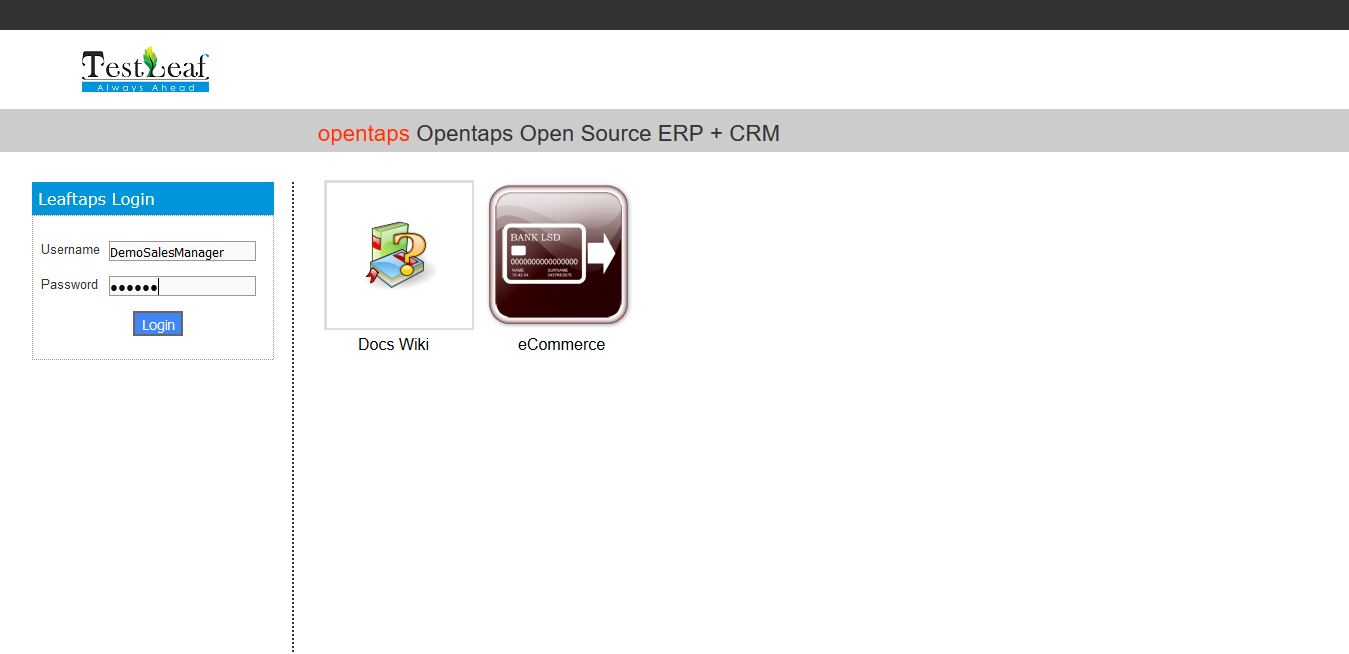 TestLeaf
Always Ahead
opentaps Opentaps Open Source ERP + CRM
Leaftaps Login
Username DemoSalesManager
Password ●●●●●●
Login
BANK LSD
0000000000000000
NAME SURNAME
Docs Wiki eCommerce